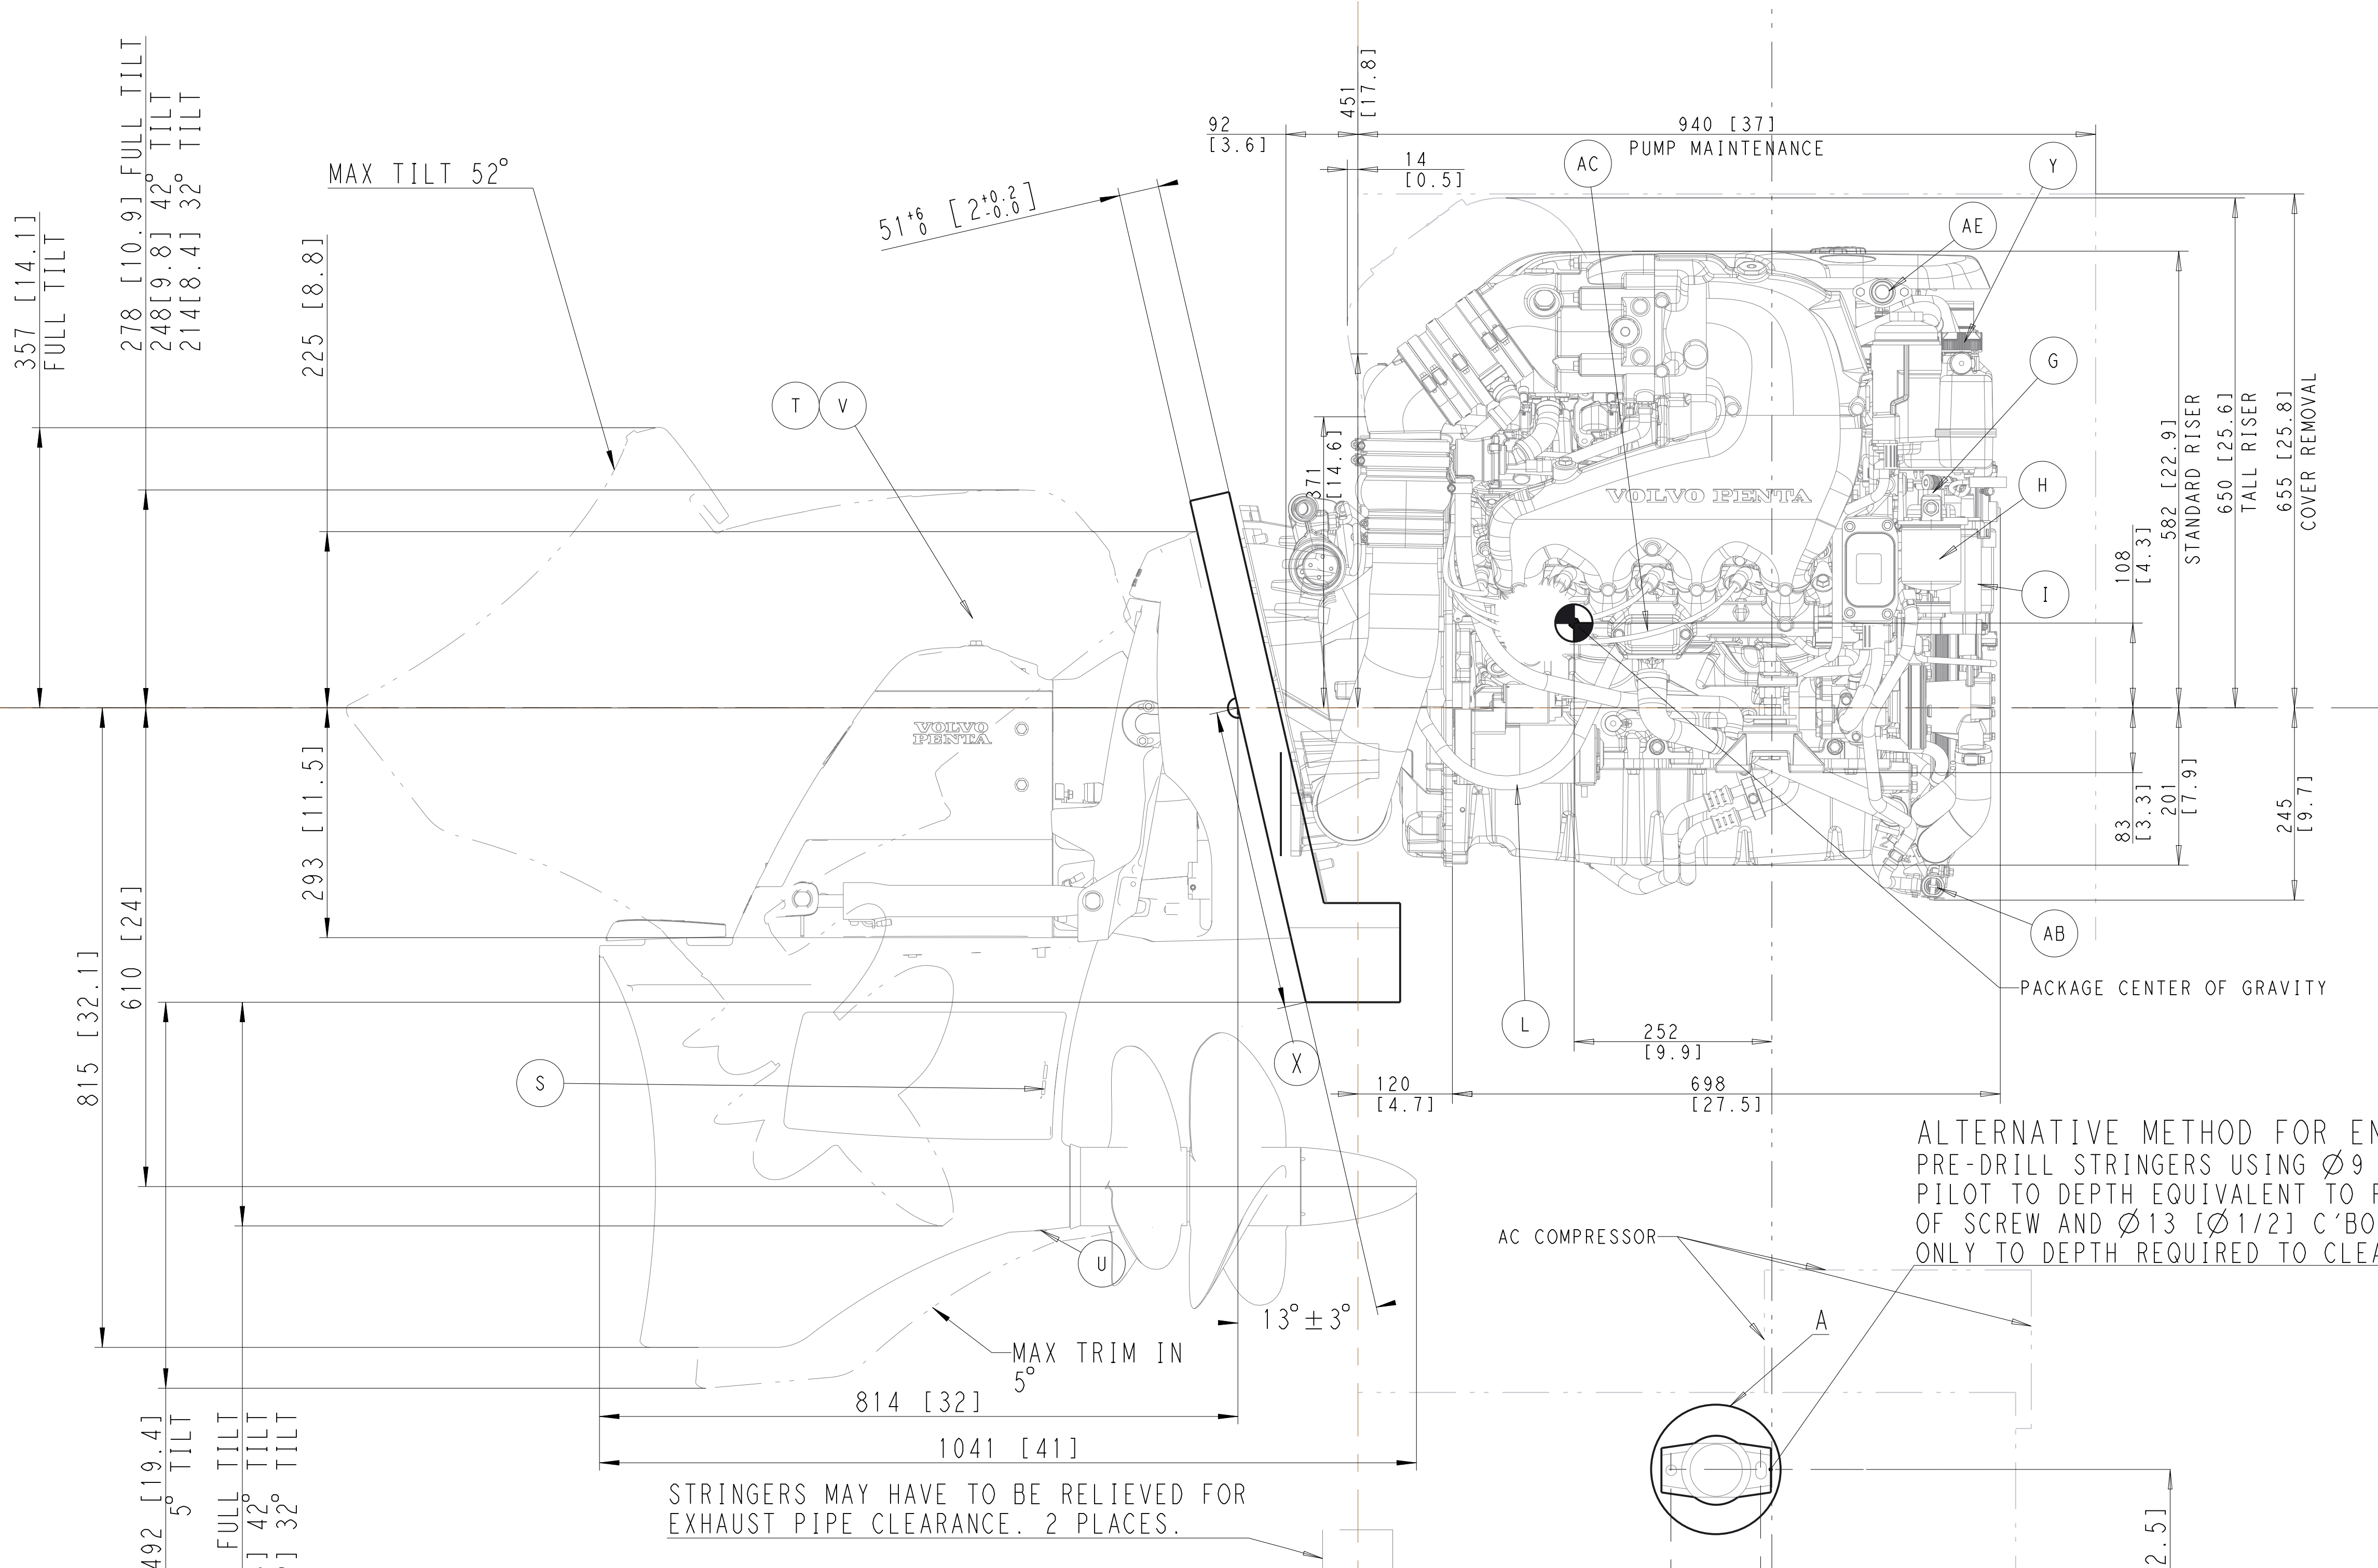 357 [14.1]
FULL TILT
278 [10.9] FULL TILT
248[9.8] 42° TILT
214[8.4] 32° TILT
225 [8.8]
MAX TILT 52°
51 +6 0 [2 +0.2 -0.0]
92
[3.6]
451
[17.8]
14
[0.5]
940 [37]
PUMP MAINTENANCE
AC
Y
AE
G
H
I
T
V
371
[14.6]
VOLVO PENTA
108
[4.3]
582 [22.9]
STANDARD RISER
650 [25.6]
TALL RISER
655 [25.8]
COVER REMOVAL
VOLVO
PENTA
293 [11.5]
610 [24]
815 [32.1]
83
[3.3]
201
[7.9]
245
[9.7]
AB
PACKAGE CENTER OF GRAVITY
L
X
S
U
252
[9.9]
120
[4.7]
698
[27.5]
ALTERNATIVE METHOD FOR EN
PRE-DRILL STRINGERS USING Ø9
PILOT TO DEPTH EQUIVALENT TO
OF SCREW AND Ø13 [Ø1/2] C'BO
ONLY TO DEPTH REQUIRED TO CLEA
AC COMPRESSOR
A
13°±3°
MAX TRIM IN
5°
814 [32]
1041 [41]
492 [19.4]
5° TILT
FULL TILT
] 42° TILT
] 32° TILT
STRINGERS MAY HAVE TO BE RELIEVED FOR
EXHAUST PIPE CLEARANCE. 2 PLACES.
2.5]